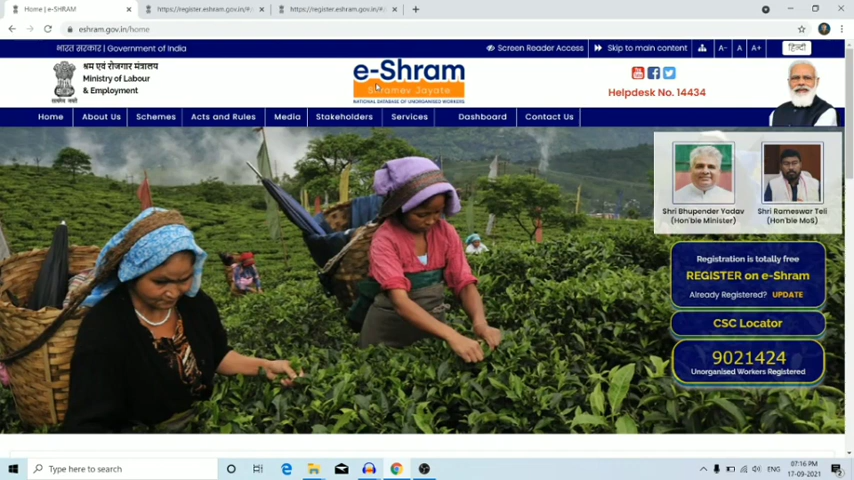 Home | e-SHRAM
https://register.eshram.gov.in/#/
https://register.eshram.gov.in/#/
eshram.gov.in/home
भारत सरकार | Government of India
Screen Reader Access
Skip to main content
A-
A
A+
हिन्दी
श्रम एवं रोजगार मंत्रालय
Ministry of Labour
& Employment
e-Shram
Shramev Jayate
NATIONAL DATABASE OF UNORGANISED WORKERS
Helpdesk No. 14434
Home
About Us
Schemes
Acts and Rules
Media
Stakeholders
Services
Dashboard
Contact Us
Shri Bhupender Yadav
(Hon'ble Minister)
Shri Rameswar Teli
(Hon'ble MoS)
Registration is totally free
REGISTER on e-Shram
Already Registered? UPDATE
CSC Locator
9021424
Unorganised Workers Registered
Type here to search
ENG
07:16 PM
17-09-2021